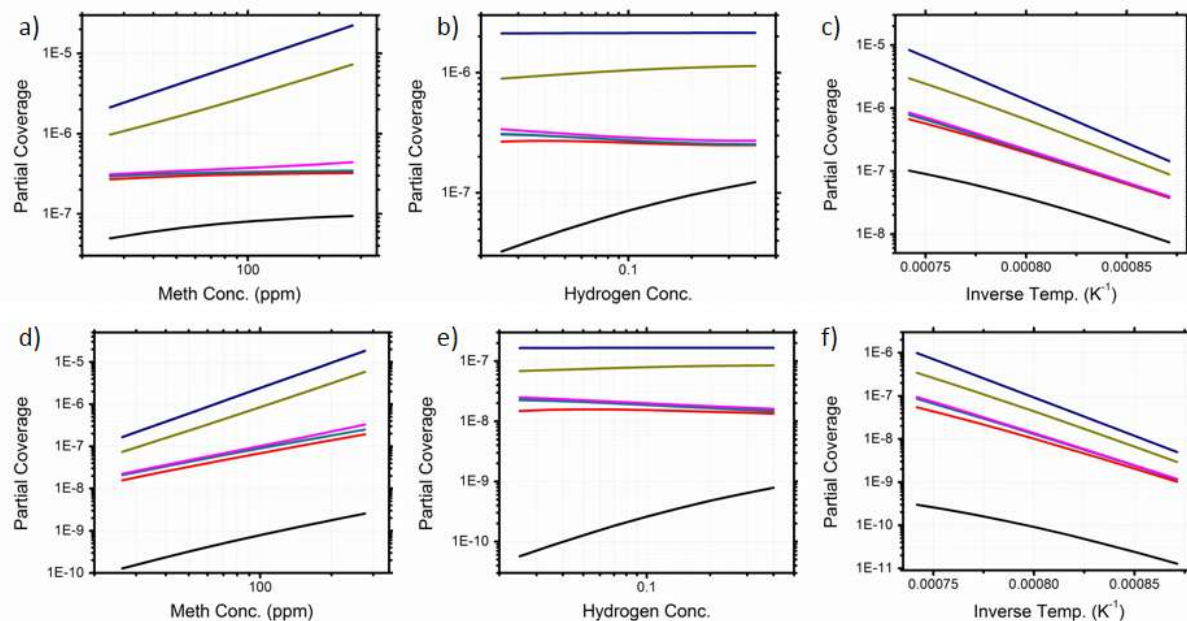 a)
1E-5
1E-6
1E-7
Partial Coverage
100
Meth Conc. (ppm)
b)
1E-6
1E-7
Partial Coverage
0.1
Hydrogen Conc.
c)
1E-5
1E-6
1E-7
1E-8
Partial Coverage
0.00075 0.00080 0.00085
Inverse Temp. (K⁻¹)
d)
1E-5
1E-6
1E-7
1E-8
1E-9
1E-10
Partial Coverage
100
Meth Conc. (ppm)
e)
1E-7
1E-8
1E-9
1E-10
Partial Coverage
0.1
Hydrogen Conc.
f)
1E-6
1E-7
1E-8
1E-9
1E-10
1E-11
Partial Coverage
0.00075 0.00080 0.00085
Inverse Temp. (K⁻¹)